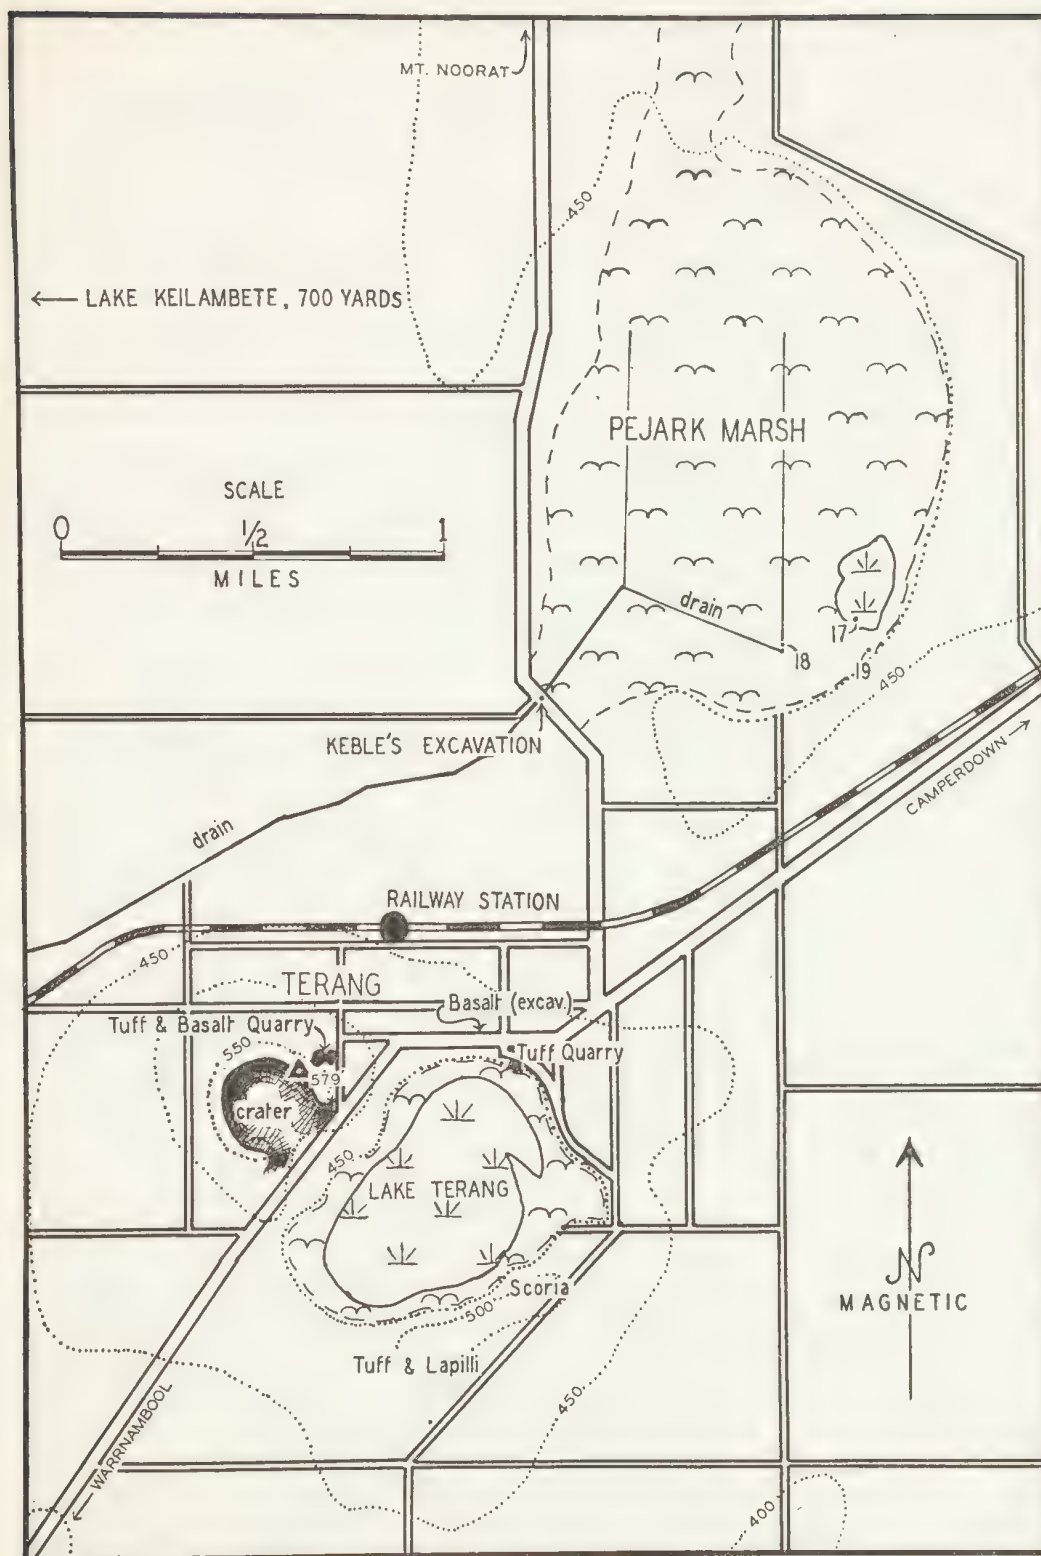 MT. NOORAT
450
← LAKE KEILAMBETE, 700 YARDS
PEJARK MARSH
SCALE
0 1/2 1
MILES
drain
17
18
19
450
KEBLE'S EXCAVATION
CAMPERDOWN →
drain
RAILWAY STATION
450
TERANG
Basalt (excav.)
Tuff & Basalt Quarry
Tuff Quarry
550
579
crater
450
LAKE TERANG
N
MAGNETIC
Scoria
500
Tuff & Lapilli
450
← WARRNAMBOOL
400